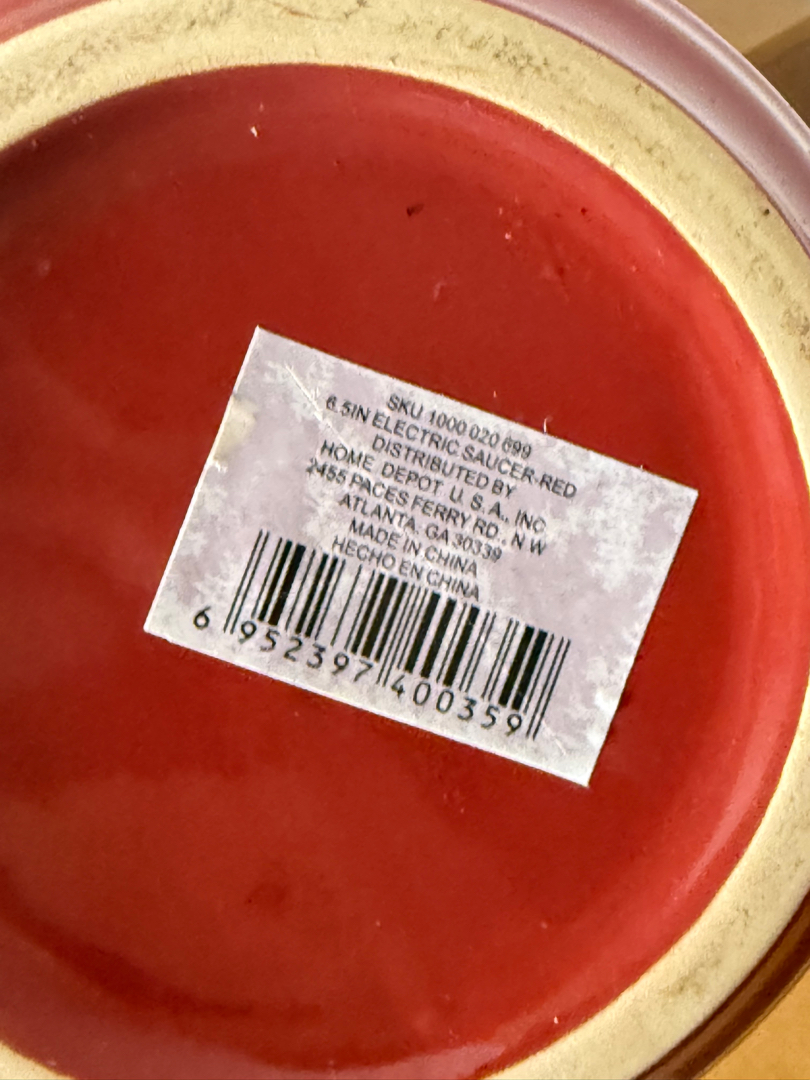 SKU 1000 020 699
6.5IN ELECTRIC SAUCER-RED
DISTRIBUTED BY
HOME DEPOT U. S. A., INC
2455 PACES FERRY RD., N W
ATLANTA, GA 30339
MADE IN CHINA
HECHO EN CHINA
6 952397 400359